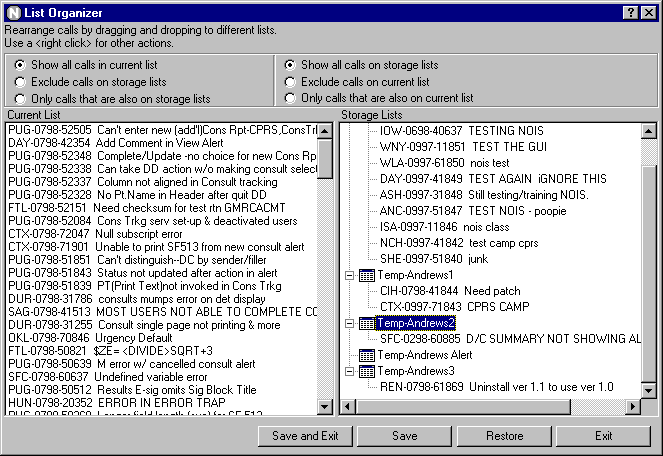 List Organizer
Rearrange calls by dragging and dropping to different lists.
Use a <right click> for other actions.
Show all calls in current list
Exclude calls on storage lists
Only calls that are also on storage lists
Show all calls on storage lists
Exclude calls on current list
Only calls that are also on current list
Current List
PUG-0798-52505 Can't enter new (add'l)Cons Rpt-CPRS,ConsTrl
DAY-0798-42354 Add Comment in View Alert
PUG-0798-52348 Complete/Update -no choice for new Cons Rp
PUG-0798-52338 Can take DD action w/o making consult select
PUG-0798-52337 Column not aligned in Consult tracking
PUG-0798-52328 No Pt.Name in Header after quit DD
FTL-0798-52151 Need checksum for test rtn GMRCACMT
PUG-0798-52084 Cons Trkg serv set-up & deactivated users
CTX-0798-72047 Null subscript error
CTX-0798-71901 Unable to print SF513 from new consult alert
PUG-0798-51851 Can't distinguish--DC by sender/filler
PUG-0798-51843 Status not updated after action in alert
PUG-0798-51839 PT(Print Text)not invoked in Cons Trkg
DUR-0798-31786 consults mumps error on det display
SAG-0798-41513 MOST USERS NOT ABLE TO COMPLETE CO
DUR-0798-31255 Consult single page not printing & more
OKL-0798-70846 Urgency Default
FTL-0798-50821 $ZE= <DIVIDE>SQRT+3
PUG-0798-50639 M error w/ cancelled consult alert
SFC-0798-60637 Undefined variable error
PUG-0798-50512 Results E-sig omits Sig Block Title
HUN-0798-20352 ERROR IN ERROR TRAP
Storage Lists
IOW-0698-40637 TESTING NOIS
WNY-0997-11851 TEST THE GUI
WLA-0997-61850 nois test
DAY-0997-41849 TEST AGAIN iGNORE THIS
ASH-0997-31848 Still testing/training NOIS.
ANC-0997-51847 TEST NOIS - poopie
ISA-0997-11846 nois class
NCH-0997-41842 test camp cprs
SHE-0997-51840 junk
Temp-Andrews1
CIH-0798-41844 Need patch
CTX-0997-71843 CPRS CAMP
Temp-Andrews2
SFC-0298-60885 D/C SUMMARY NOT SHOWING AL
Temp-Andrews Alert
Temp-Andrews3
REN-0798-61869 Uninstall ver 1.1 to use ver 1.0
Save and Exit
Save
Restore
Exit